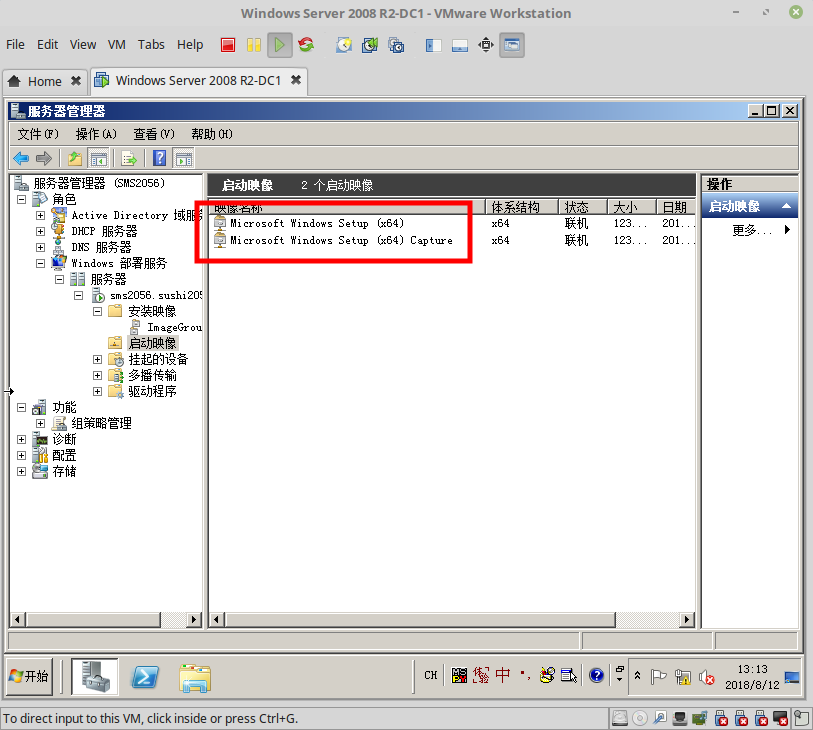 Windows Server 2008 R2-DC1 - VMware Workstation
File Edit View VM Tabs Help
Home Windows Server 2008 R2-DC1
服务器管理器
文件(F) 操作(A) 查看(V) 帮助(H)
服务器管理器 (SMS2056)
角色
Active Directory 域服务
DHCP 服务器
DNS 服务器
Windows 部署服务
服务器
sms2056.sushi205
安装映像
ImageGrou
启动映像
挂起的设备
多播传输
驱动程序
功能
组策略管理
诊断
配置
存储
启动映像 2 个启动映像
映像名称 体系结构 状态 大小 日期
Microsoft Windows Setup (x64) x64 联机 123... 201...
Microsoft Windows Setup (x64) Capture x64 联机 123... 201...
操作
启动映像
更多...
开始
CH
中
13:13
2018/8/12
To direct input to this VM, click inside or press Ctrl+G.